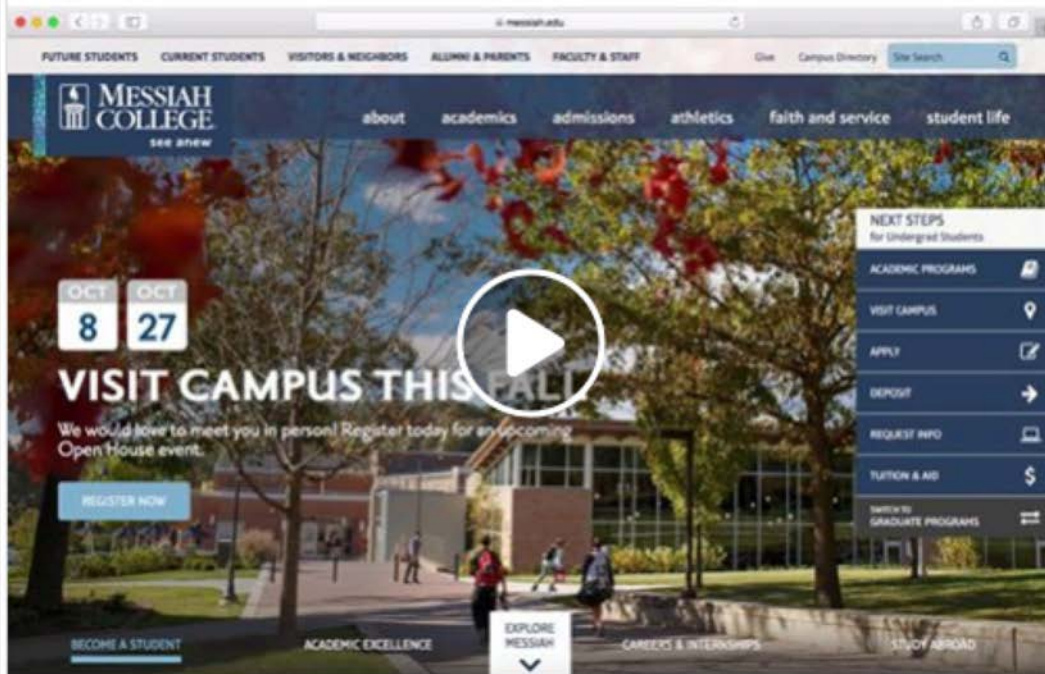 messiah.edu
FUTURE STUDENTS CURRENT STUDENTS VISITORS & NEIGHBORS ALUMNI & PARENTS FACULTY & STAFF Give Campus Directory Site Search
MESSIAH
COLLEGE
see anew
about academics admissions athletics faith and service student life
NEXT STEPS
for Undergrad Students
ACADEMIC PROGRAMS
VISIT CAMPUS
APPLY
DEPOSIT
REQUEST INFO
TUITION & AID
SWITCH TO
GRADUATE PROGRAMS
OCT OCT
8 27
VISIT CAMPUS THIS FALL
We would love to meet you in person! Register today for an upcoming
Open House event.
REGISTER NOW
BECOME A STUDENT ACADEMIC EXCELLENCE EXPLORE
MESSIAH CAREERS & INTERNSHIPS STUDY ABROAD